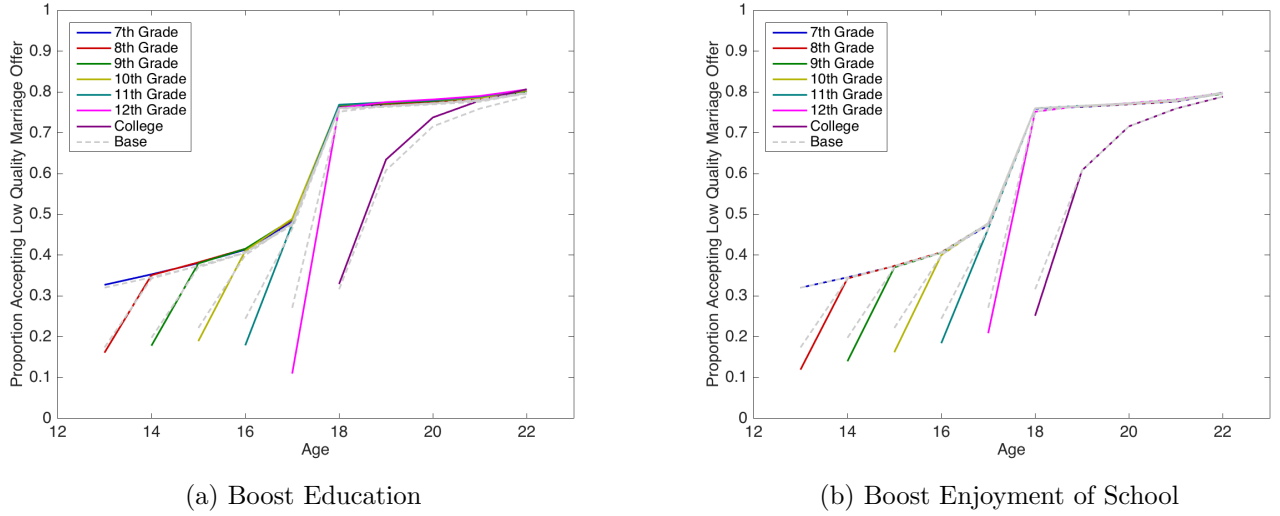 1
0.9
0.8
0.7
0.6
0.5
0.4
0.3
0.2
0.1
0
Proportion Accepting Low Quality Marriage Offer
7th Grade
8th Grade
9th Grade
10th Grade
11th Grade
12th Grade
College
Base
12 14 16 18 20 22
Age
(a) Boost Education
1
0.9
0.8
0.7
0.6
0.5
0.4
0.3
0.2
0.1
0
Proportion Accepting Low Quality Marriage Offer
7th Grade
8th Grade
9th Grade
10th Grade
11th Grade
12th Grade
College
Base
12 14 16 18 20 22
Age
(b) Boost Enjoyment of School